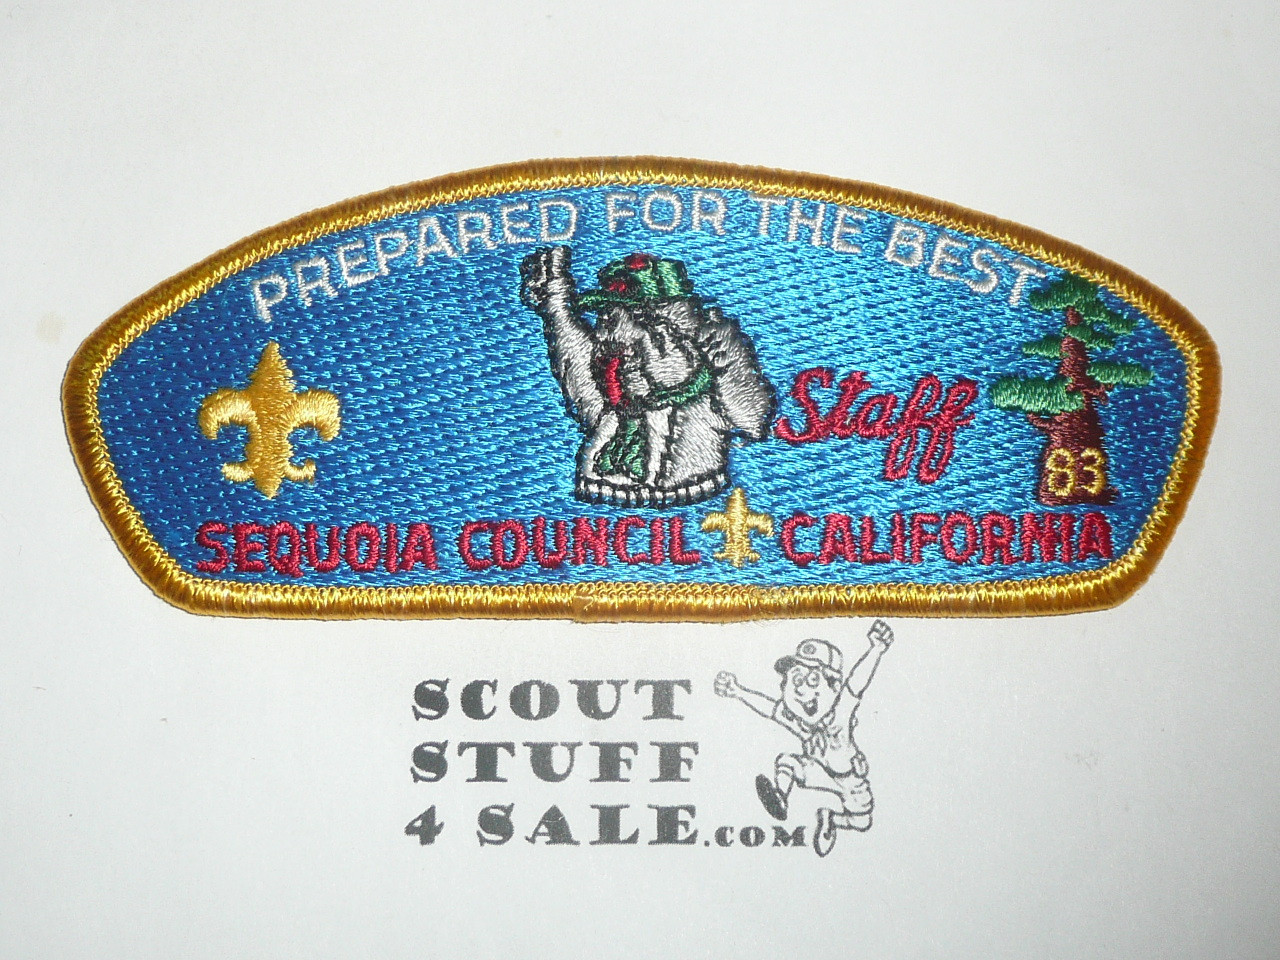 PREPARED FOR THE BEST
Staff
83
SEQUOIA COUNCIL CALIFORNIA
SCOUT
STUFF
4 SALE.COM